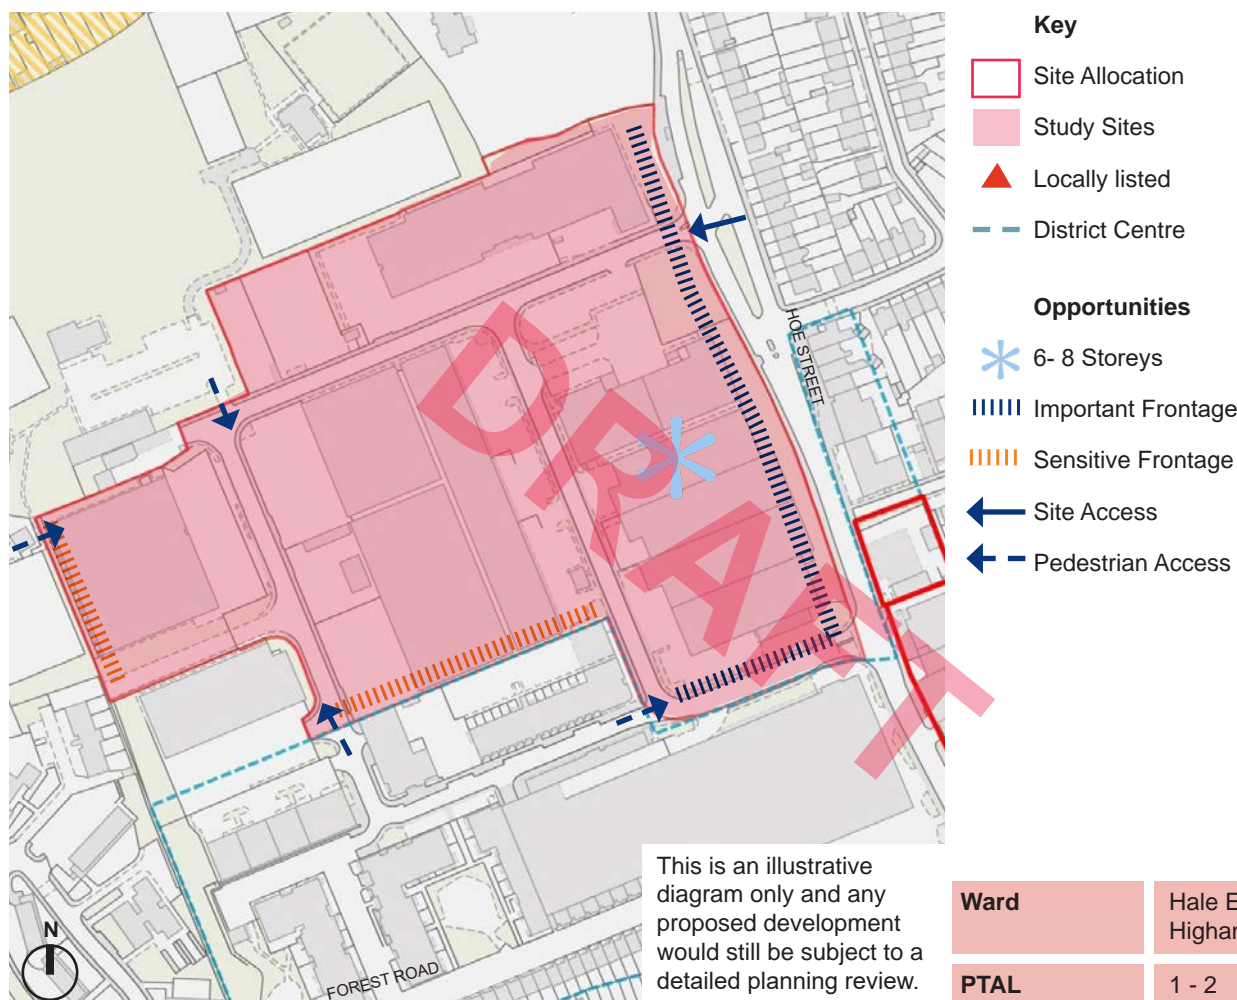 Key
Site Allocation
Study Sites
Locally listed
District Centre
Opportunities
6- 8 Storeys
Important Frontage
Sensitive Frontage
Site Access
Pedestrian Access
HOE STREET
DRAFT
FOREST ROAD
N
This is an illustrative
diagram only and any
proposed development
would still be subject to a
detailed planning review.
Ward
Hale E
Higha
PTAL
1 - 2